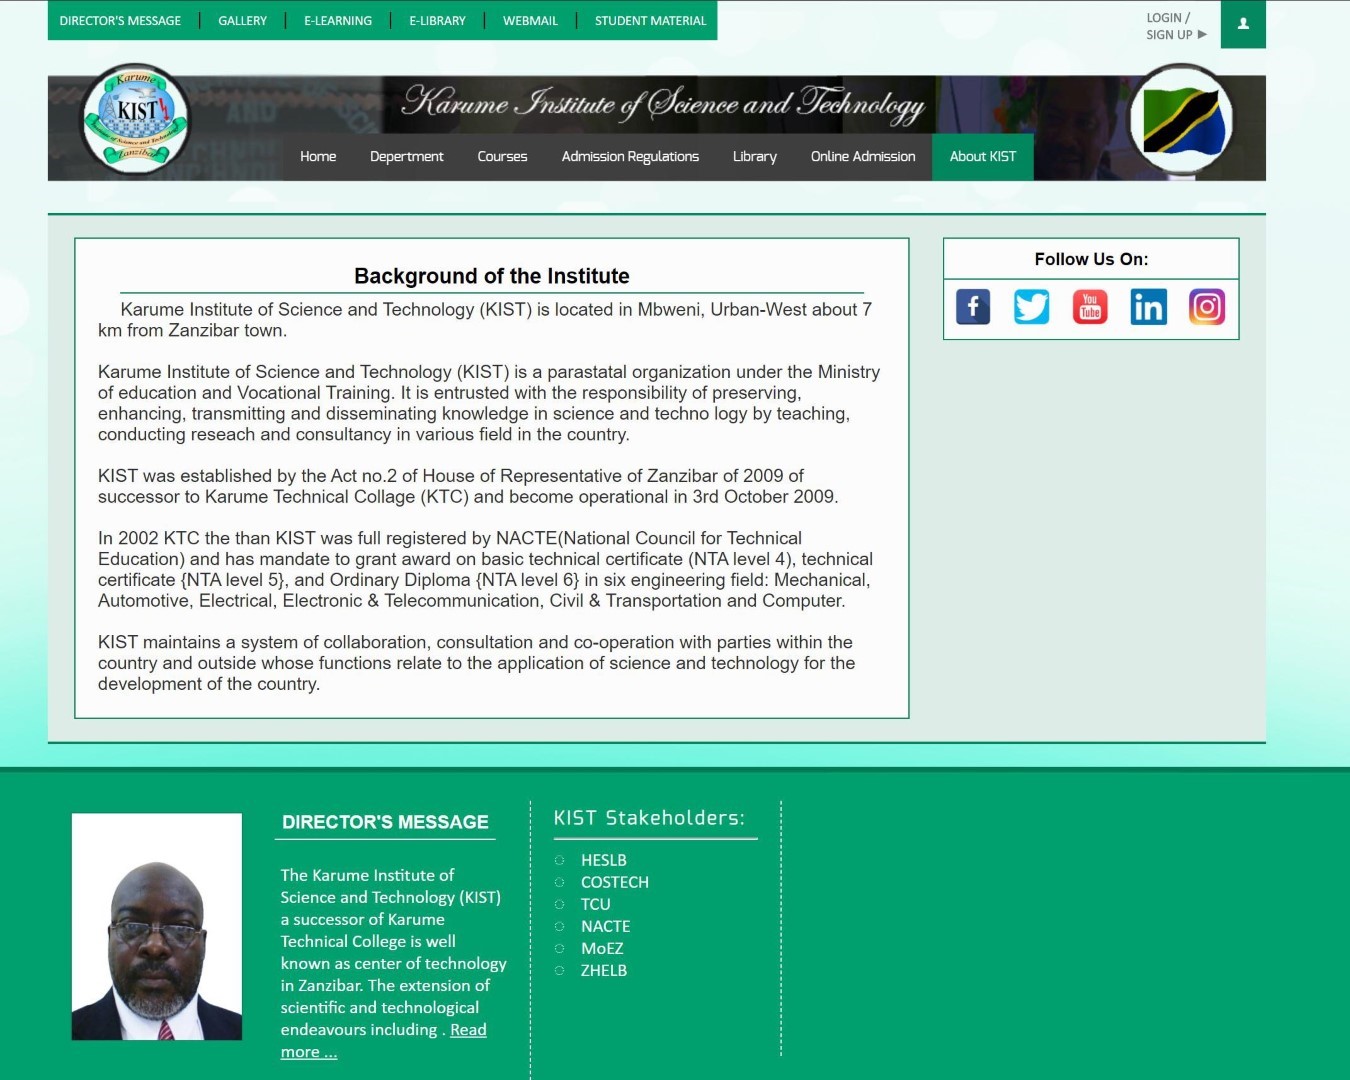 DIRECTOR'S MESSAGE
GALLERY
E-LEARNING
E-LIBRARY
WEBMAIL
STUDENT MATERIAL
LOGIN /
SIGN UP ►
Karume
KIST
Karume Institute of Science and Technology
Home
Depertment
Courses
Admission Regulations
Library
Online Admission
About KIST
Zanzibar
Background of the Institute
Karume Institute of Science and Technology (KIST) is located in Mbweni, Urban-West about 7
km from Zanzibar town.
Karume Institute of Science and Technology (KIST) is a parastatal organization under the Ministry
of education and Vocational Training. It is entrusted with the responsibility of preserving,
enhancing, transmitting and disseminating knowledge in science and techno logy by teaching,
conducting reseach and consultancy in various field in the country.
KIST was established by the Act no.2 of House of Representative of Zanzibar of 2009 of
successor to Karume Technical Collage (KTC) and become operational in 3rd October 2009.
In 2002 KTC the than KIST was full registered by NACTE(National Council for Technical
Education) and has mandate to grant award on basic technical certificate (NTA level 4), technical
certificate {NTA level 5}, and Ordinary Diploma {NTA level 6} in six engineering field: Mechanical,
Automotive, Electrical, Electronic & Telecommunication, Civil & Transportation and Computer.
KIST maintains a system of collaboration, consultation and co-operation with parties within the
country and outside whose functions relate to the application of science and technology for the
development of the country.
Follow Us On:
You
Tube
DIRECTOR'S MESSAGE
The Karume Institute of
Science and Technology (KIST)
a successor of Karume
Technical College is well
known as center of technology
in Zanzibar. The extension of
scientific and technological
endeavours including . Read
more ...
KIST Stakeholders:
HESLB
COSTECH
TCU
NACTE
MoEZ
ZHELB